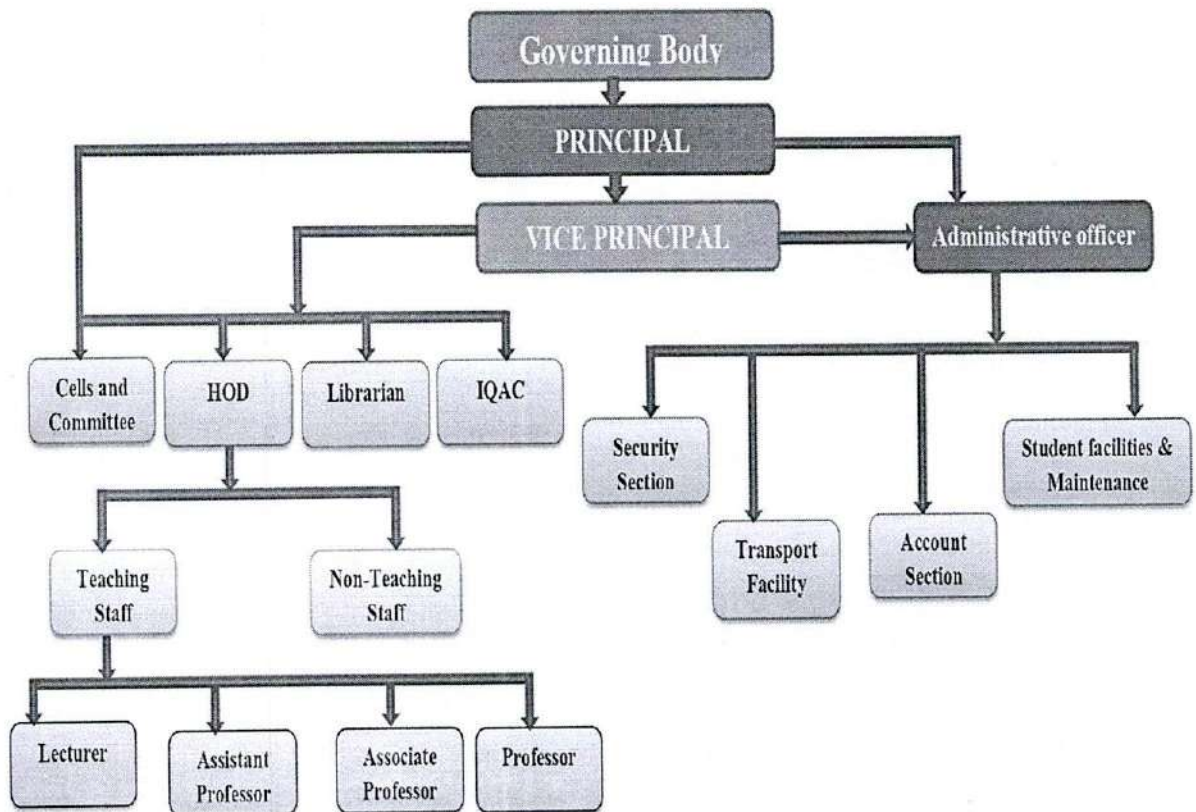 Governing Body
PRINCIPAL
VICE PRINCIPAL
Administrative officer
Cells and
Committee
HOD
Librarian
IQAC
Security
Section
Student facilities &
Maintenance
Transport
Facility
Account
Section
Teaching
Staff
Non-Teaching
Staff
Lecturer
Assistant
Professor
Associate
Professor
Professor